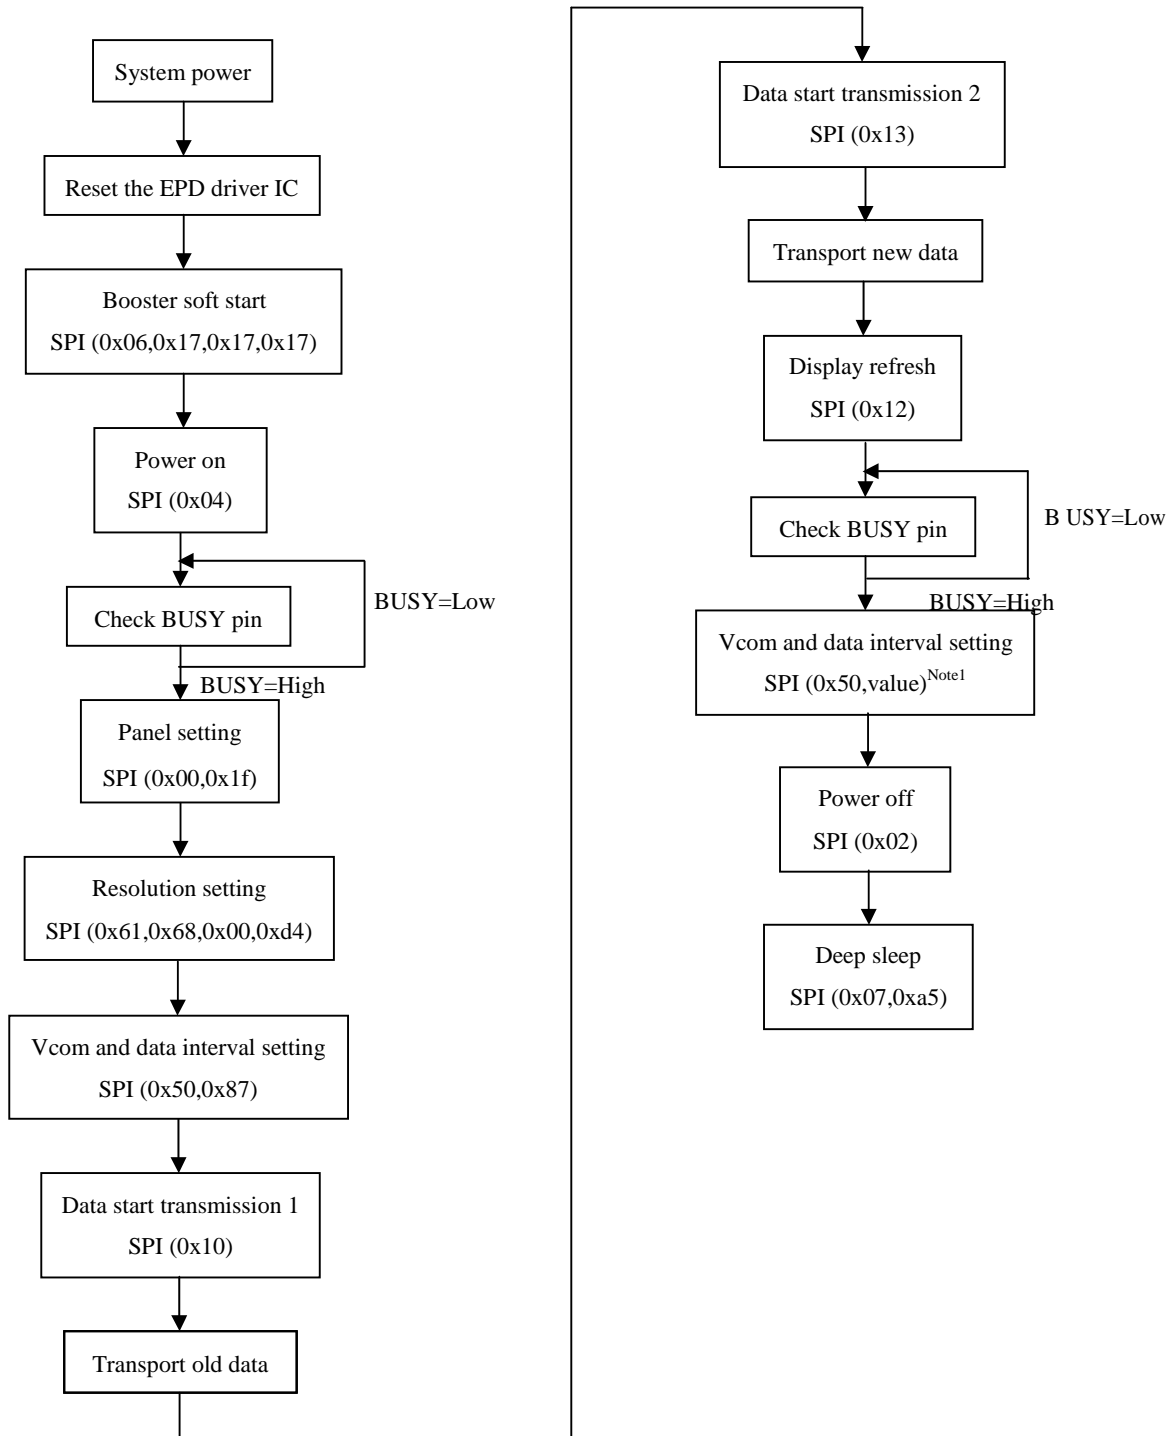 System power
Reset the EPD driver IC
Booster soft start
SPI (0x06,0x17,0x17,0x17)
Power on
SPI (0x04)
Check BUSY pin
BUSY=Low
BUSY=High
Panel setting
SPI (0x00,0x1f)
Resolution setting
SPI (0x61,0x68,0x00,0xd4)
Vcom and data interval setting
SPI (0x50,0x87)
Data start transmission 1
SPI (0x10)
Transport old data
Data start transmission 2
SPI (0x13)
Transport new data
Display refresh
SPI (0x12)
Check BUSY pin
B USY=Low
BUSY=High
Vcom and data interval setting
SPI (0x50,value)Note1
Power off
SPI (0x02)
Deep sleep
SPI (0x07,0xa5)